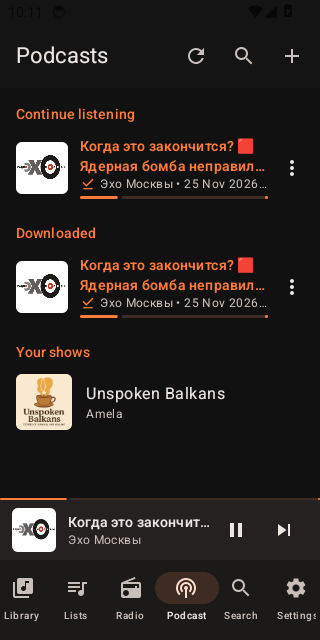 10:11
Podcasts
Continue listening
Когда это закончится? 🟥
Ядерная бомба неправил...
Эхо Москвы • 25 Nov 2026...
Downloaded
Когда это закончится? 🟥
Ядерная бомба неправил...
Эхо Москвы • 25 Nov 2026...
Your shows
Unspoken
Balkans
Unspoken Balkans
Amela
Когда это закончит...
Эхо Москвы
Library
Lists
Radio
Podcast
Search
Settings